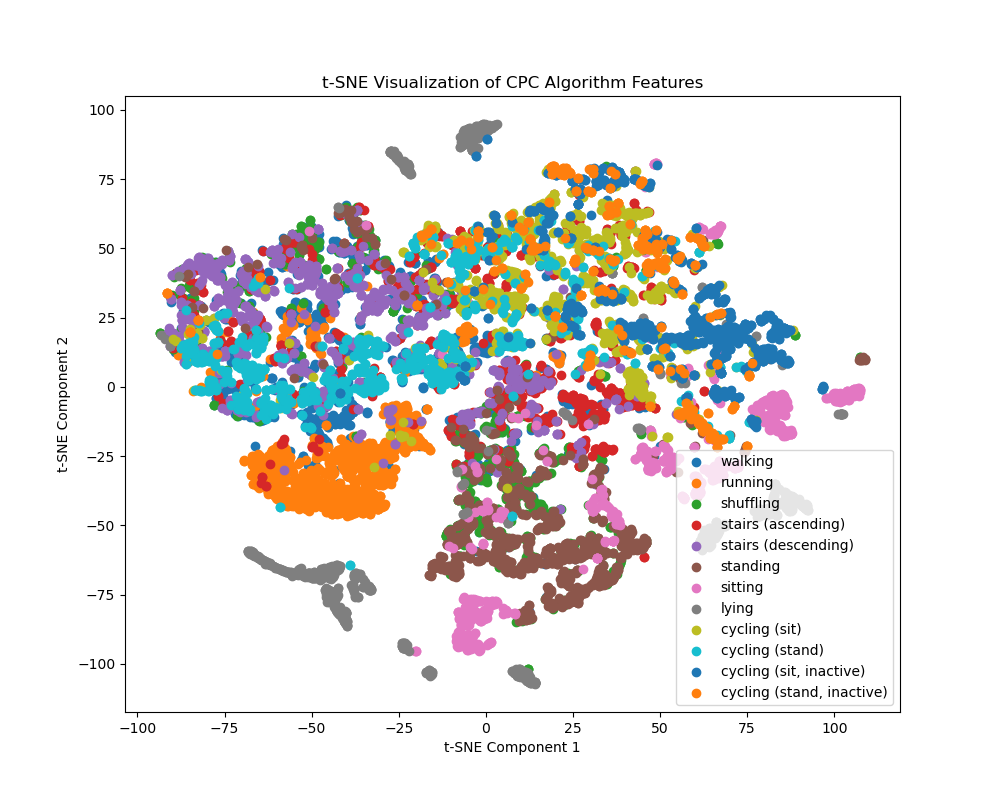 t-SNE Visualization of CPC Algorithm Features
t-SNE Component 2
100
75
50
25
0
−25
−50
−75
−100
walking
running
shuffling
stairs (ascending)
stairs (descending)
standing
sitting
lying
cycling (sit)
cycling (stand)
cycling (sit, inactive)
cycling (stand, inactive)
−100 −75 −50 −25 0 25 50 75 100
t-SNE Component 1